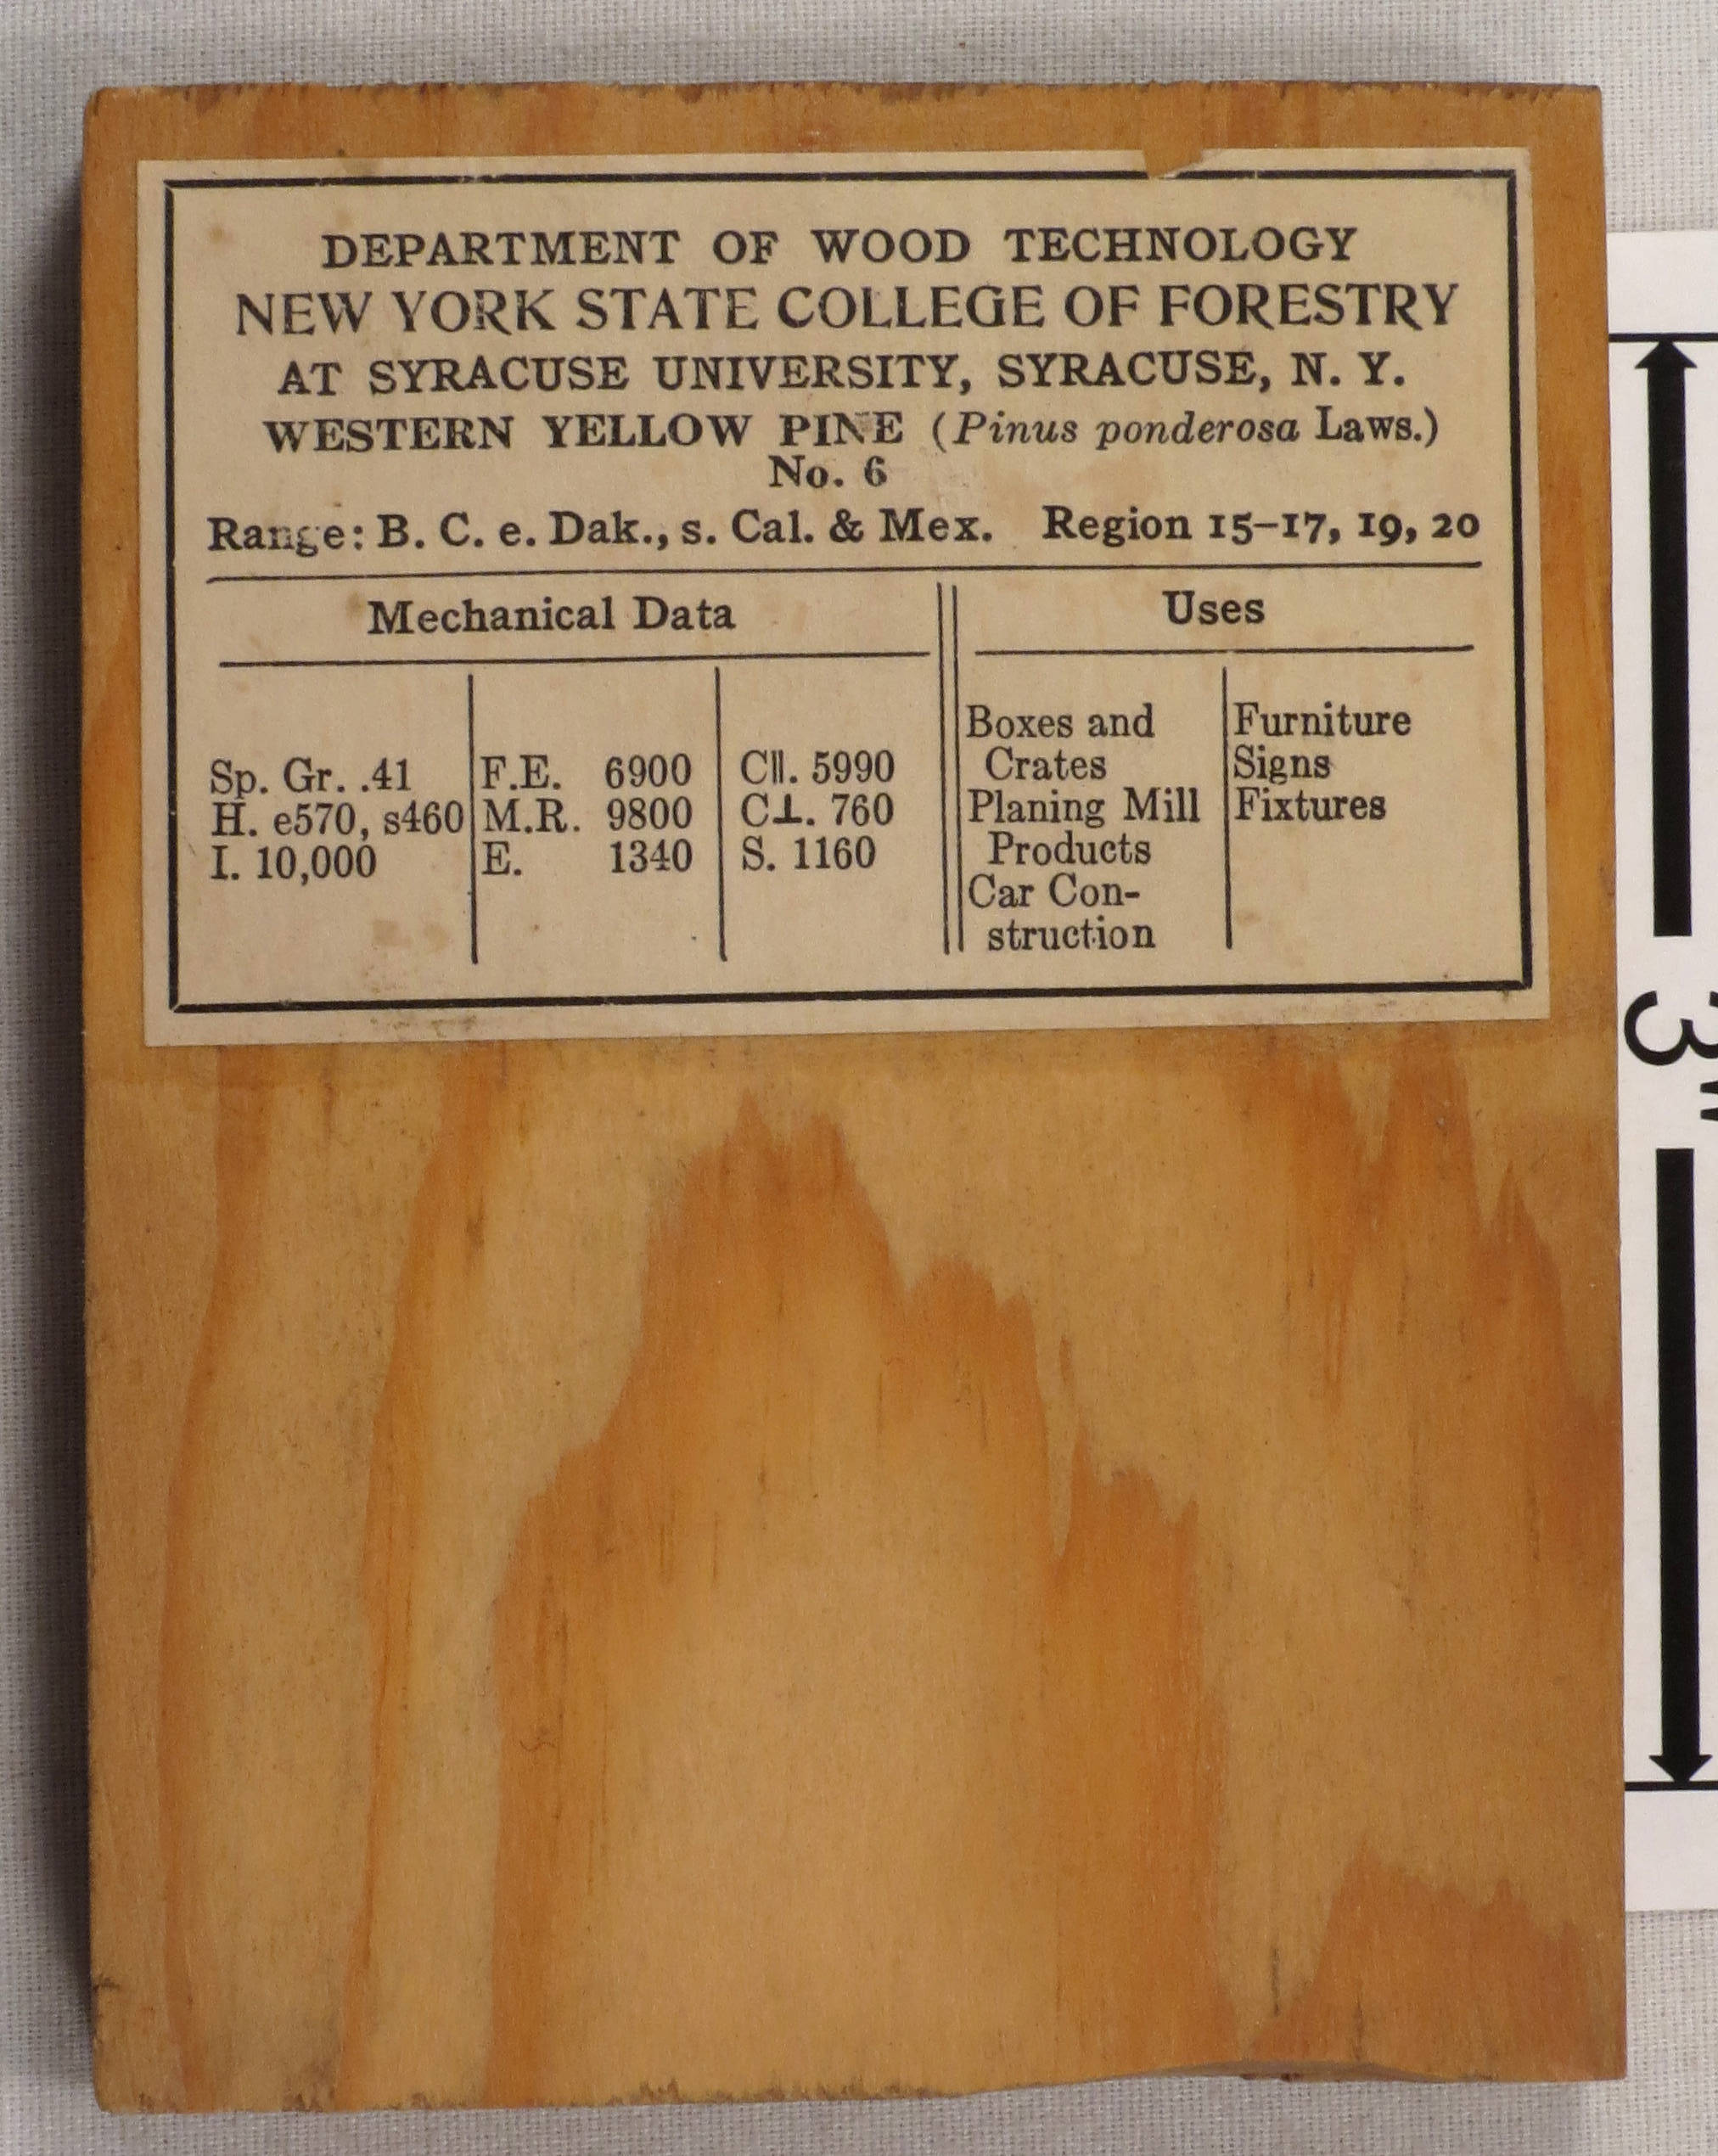 DEPARTMENT OF WOOD TECHNOLOGY
NEW YORK STATE COLLEGE OF FORESTRY
AT SYRACUSE UNIVERSITY, SYRACUSE, N. Y.
WESTERN YELLOW PINE (Pinus ponderosa Laws.)
No. 6
Range: B. C. e. Dak., s. Cal. & Mex. Region 15–17, 19, 20
Mechanical Data
Sp. Gr. .41
H. e570, s460
I. 10,000
F.E. 6900
M.R. 9800
E. 1340
C||. 5990
C⊥. 760
S. 1160
Uses
Boxes and
Crates
Planing Mill
Products
Car Con-
struction
Furniture
Signs
Fixtures
3"